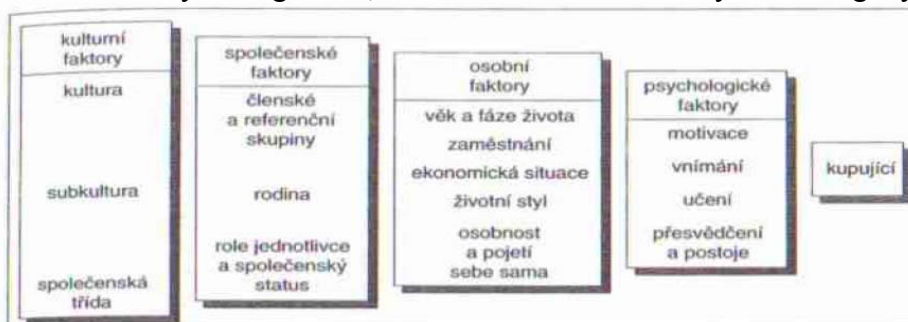 kulturní
faktory
kultura
subkultura
společenská
třída
společenské
faktory
členské
a referenční
skupiny
rodina
role jednotlivce
a společenský
status
osobní
faktory
věk a fáze života
zaměstnání
ekonomická situace
životní styl
osobnost
a pojetí
sebe sama
psychologické
faktory
motivace
vnímání
učení
přesvědčení
a postoje
kupující